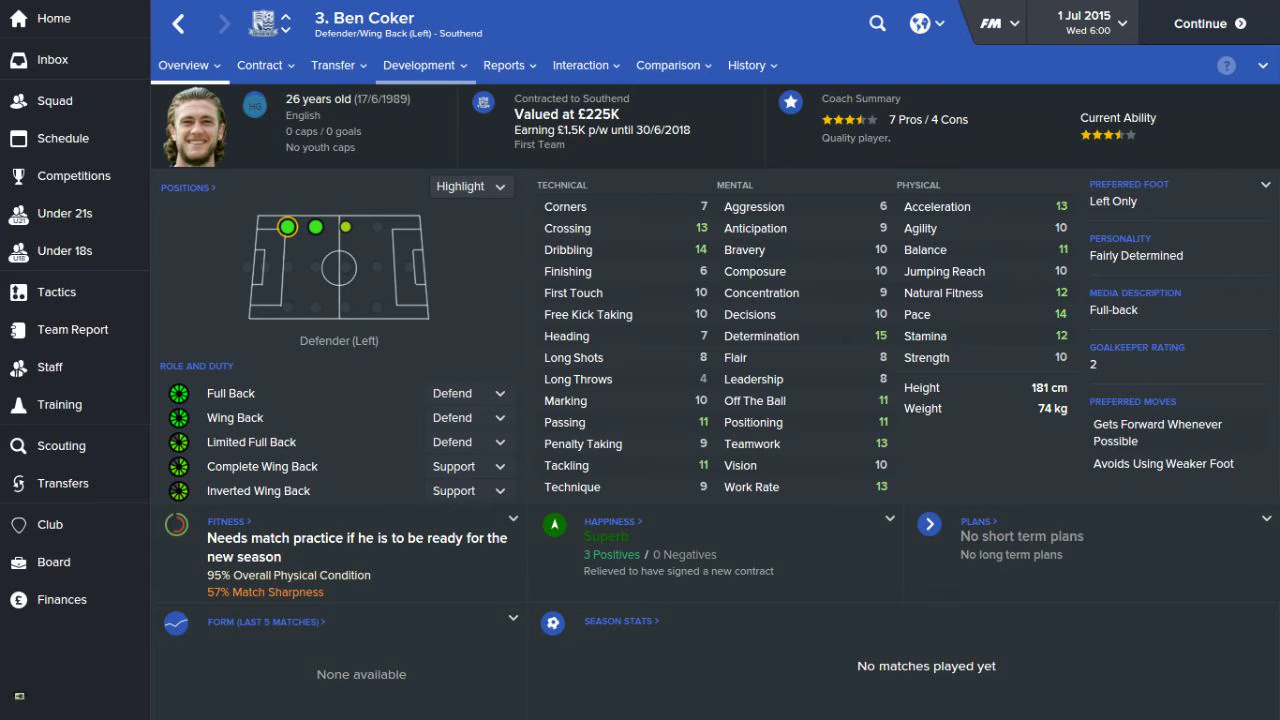 Home
Inbox
Squad
Schedule
Competitions
Under 21s
Under 18s
Tactics
Team Report
Staff
Training
Scouting
Transfers
Club
Board
Finances
3. Ben Coker
Defender/Wing Back (Left) - Southend
FM
1 Jul 2015
Wed 6:00
Continue
Overview
Contract
Transfer
Development
Reports
Interaction
Comparison
History
?
HG
26 years old (17/6/1989)
English
0 caps / 0 goals
No youth caps
Contracted to Southend
Valued at £225K
Earning £1.5K p/w until 30/6/2018
First Team
Coach Summary
7 Pros / 4 Cons
Quality player.
Current Ability
POSITIONS >
Highlight
Defender (Left)
ROLE AND DUTY
Full Back Defend
Wing Back Defend
Limited Full Back Defend
Complete Wing Back Support
Inverted Wing Back Support
TECHNICAL
Corners 7
Crossing 13
Dribbling 14
Finishing 6
First Touch 10
Free Kick Taking 10
Heading 7
Long Shots 8
Long Throws 4
Marking 10
Passing 11
Penalty Taking 9
Tackling 11
Technique 9
MENTAL
Aggression 6
Anticipation 9
Bravery 10
Composure 10
Concentration 9
Decisions 10
Determination 15
Flair 8
Leadership 8
Off The Ball 11
Positioning 11
Teamwork 13
Vision 10
Work Rate 13
PHYSICAL
Acceleration 13
Agility 10
Balance 11
Jumping Reach 10
Natural Fitness 12
Pace 14
Stamina 12
Strength 10
Height 181 cm
Weight 74 kg
PREFERRED FOOT
Left Only
PERSONALITY
Fairly Determined
MEDIA DESCRIPTION
Full-back
GOALKEEPER RATING
2
PREFERRED MOVES
Gets Forward Whenever
Possible
Avoids Using Weaker Foot
FITNESS >
Needs match practice if he is to be ready for the
new season
95% Overall Physical Condition
57% Match Sharpness
HAPPINESS >
Superb
3 Positives / 0 Negatives
Relieved to have signed a new contract
PLANS >
No short term plans
No long term plans
FORM (LAST 5 MATCHES) >
None available
SEASON STATS >
No matches played yet